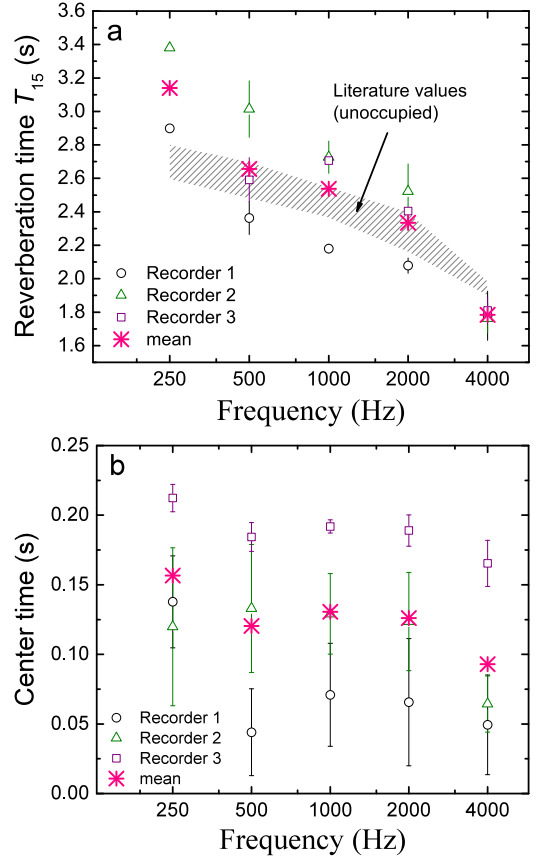 a
Reverberation time T15 (s)
3.6
3.4
3.2
3.0
2.8
2.6
2.4
2.2
2.0
1.8
1.6
Literature values
(unoccupied)
Recorder 1
Recorder 2
Recorder 3
mean
250
500
1000
2000
4000
Frequency (Hz)
b
Center time (s)
0.25
0.20
0.15
0.10
0.05
0.00
Recorder 1
Recorder 2
Recorder 3
mean
250
500
1000
2000
4000
Frequency (Hz)